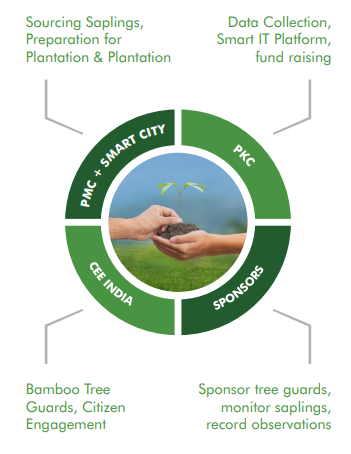 Sourcing Saplings,
Preparation for
Plantation & Plantation
Data Collection,
Smart IT Platform,
fund raising
PMC + SMART CITY
PKC
CEE INDIA
SPONSORS
Bamboo Tree
Guards, Citizen
Engagement
Sponsor tree guards,
monitor saplings,
record observations